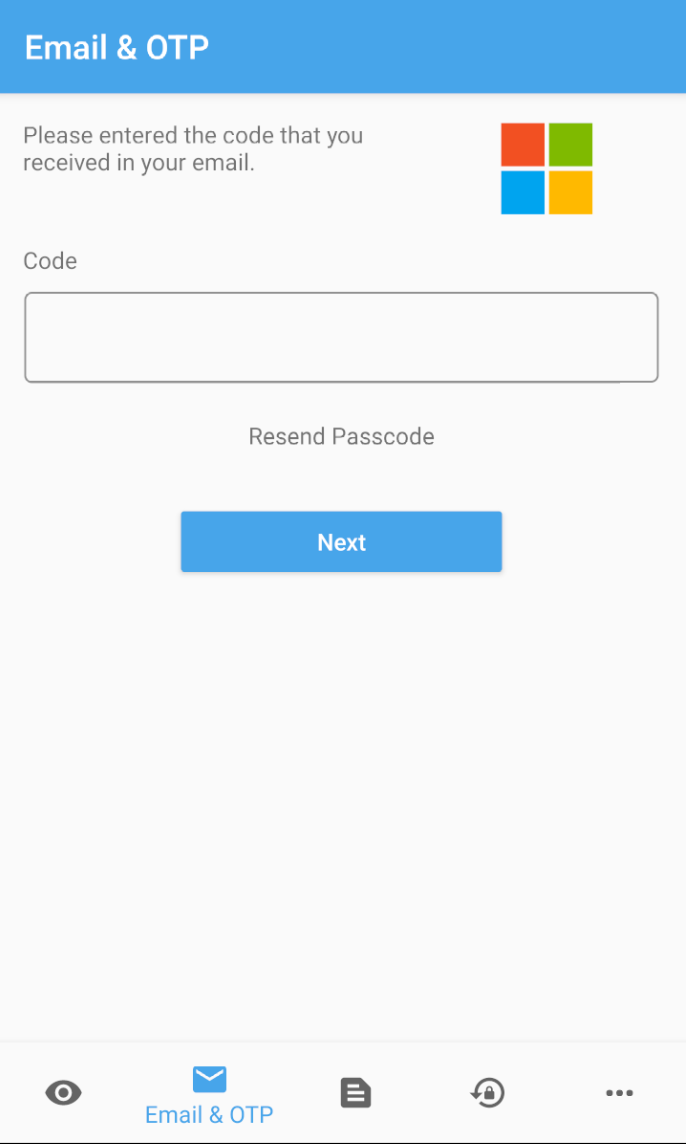 Email & OTP
Please entered the code that you
received in your email.
Code
Resend Passcode
Next
Email & OTP